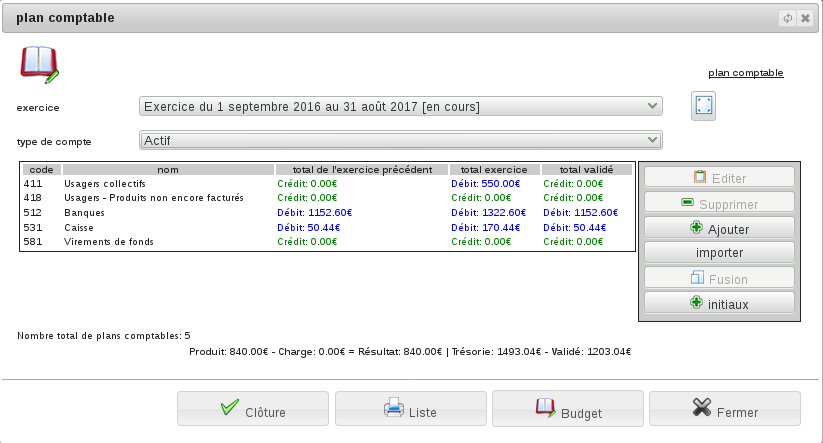 plan comptable
plan comptable
exercice Exercice du 1 septembre 2016 au 31 août 2017 [en cours]
type de compte Actif
code nom total de l'exercice précédent total exercice total validé
411 Usagers collectifs Crédit: 0.00€ Débit: 550.00€ Crédit: 0.00€
418 Usagers - Produits non encore facturés Crédit: 0.00€ Crédit: 0.00€ Crédit: 0.00€
512 Banques Débit: 1152.60€ Débit: 1322.60€ Débit: 1152.60€
531 Caisse Débit: 50.44€ Débit: 170.44€ Débit: 50.44€
581 Virements de fonds Crédit: 0.00€ Crédit: 0.00€ Crédit: 0.00€
Editer
Supprimer
Ajouter
importer
Fusion
initiaux
Nombre total de plans comptables: 5
Produit: 840.00€ - Charge: 0.00€ = Résultat: 840.00€ | Trésorie: 1493.04€ - Validé: 1203.04€
Clôture Liste Budget Fermer